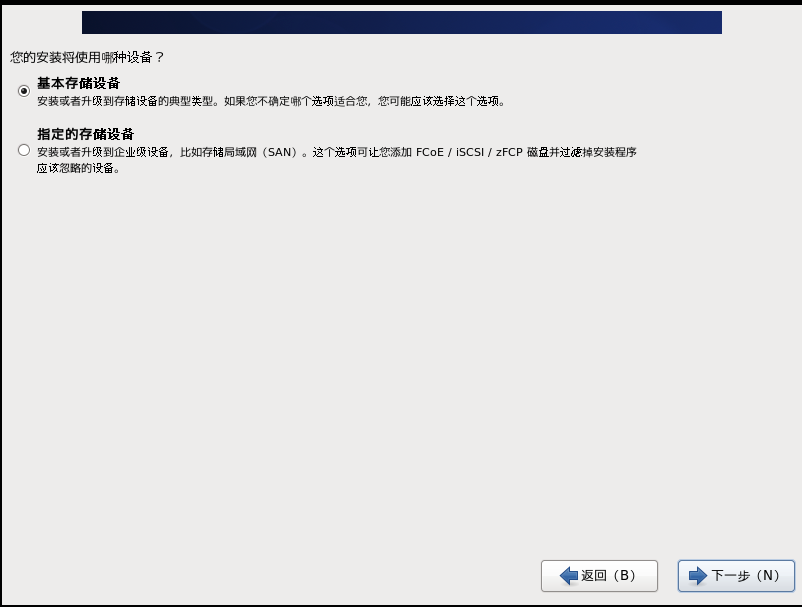 您的安装将使用哪种设备？
基本存储设备
安装或者升级到存储设备的典型类型。如果您不确定哪个选项适合您，您可能应该选择这个选项。
指定的存储设备
安装或者升级到企业级设备，比如存储局域网（SAN）。这个选项可让您添加 FCoE / iSCSI / zFCP 磁盘并过滤掉安装程序
应该忽略的设备。
返回（B）
下一步（N）